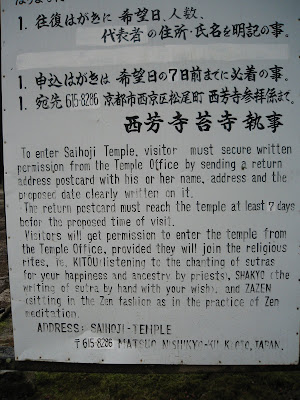 1. 往復はがきに 希望日、人数、
代表者の住所・氏名を明記の事。
1. 申込はがきは 希望日の7日前までに必着の事。
1. 宛先 615-8286 京都市西京区松尾町 西芳寺参拝係まで。
西芳寺苔寺 執事
To enter Saihoji Temple, visitor must secure written
permission from the Temple Office by sending a return
address postcard with his or her name, address and the
proposed date clearly written on it.
The return postcard must reach the temple at least 7 days
befor the proposed time of visit.
Visitors will get permission to enter the temple from
the Temple Office, provided they will join the religious
rites, ie, KITOU(listening to the chanting of sutras
for your happiness and ancestry by priests), SHAKYO (the
writing of sutra by hand with your wish), and ZAZEN
(sitting in the Zen fashion as in the practice of Zen
meditation.
ADDRESS: SAIHOJI-TEMPLE
〒615-8286 MATSUO NISHIKYO-KU JAPAN.